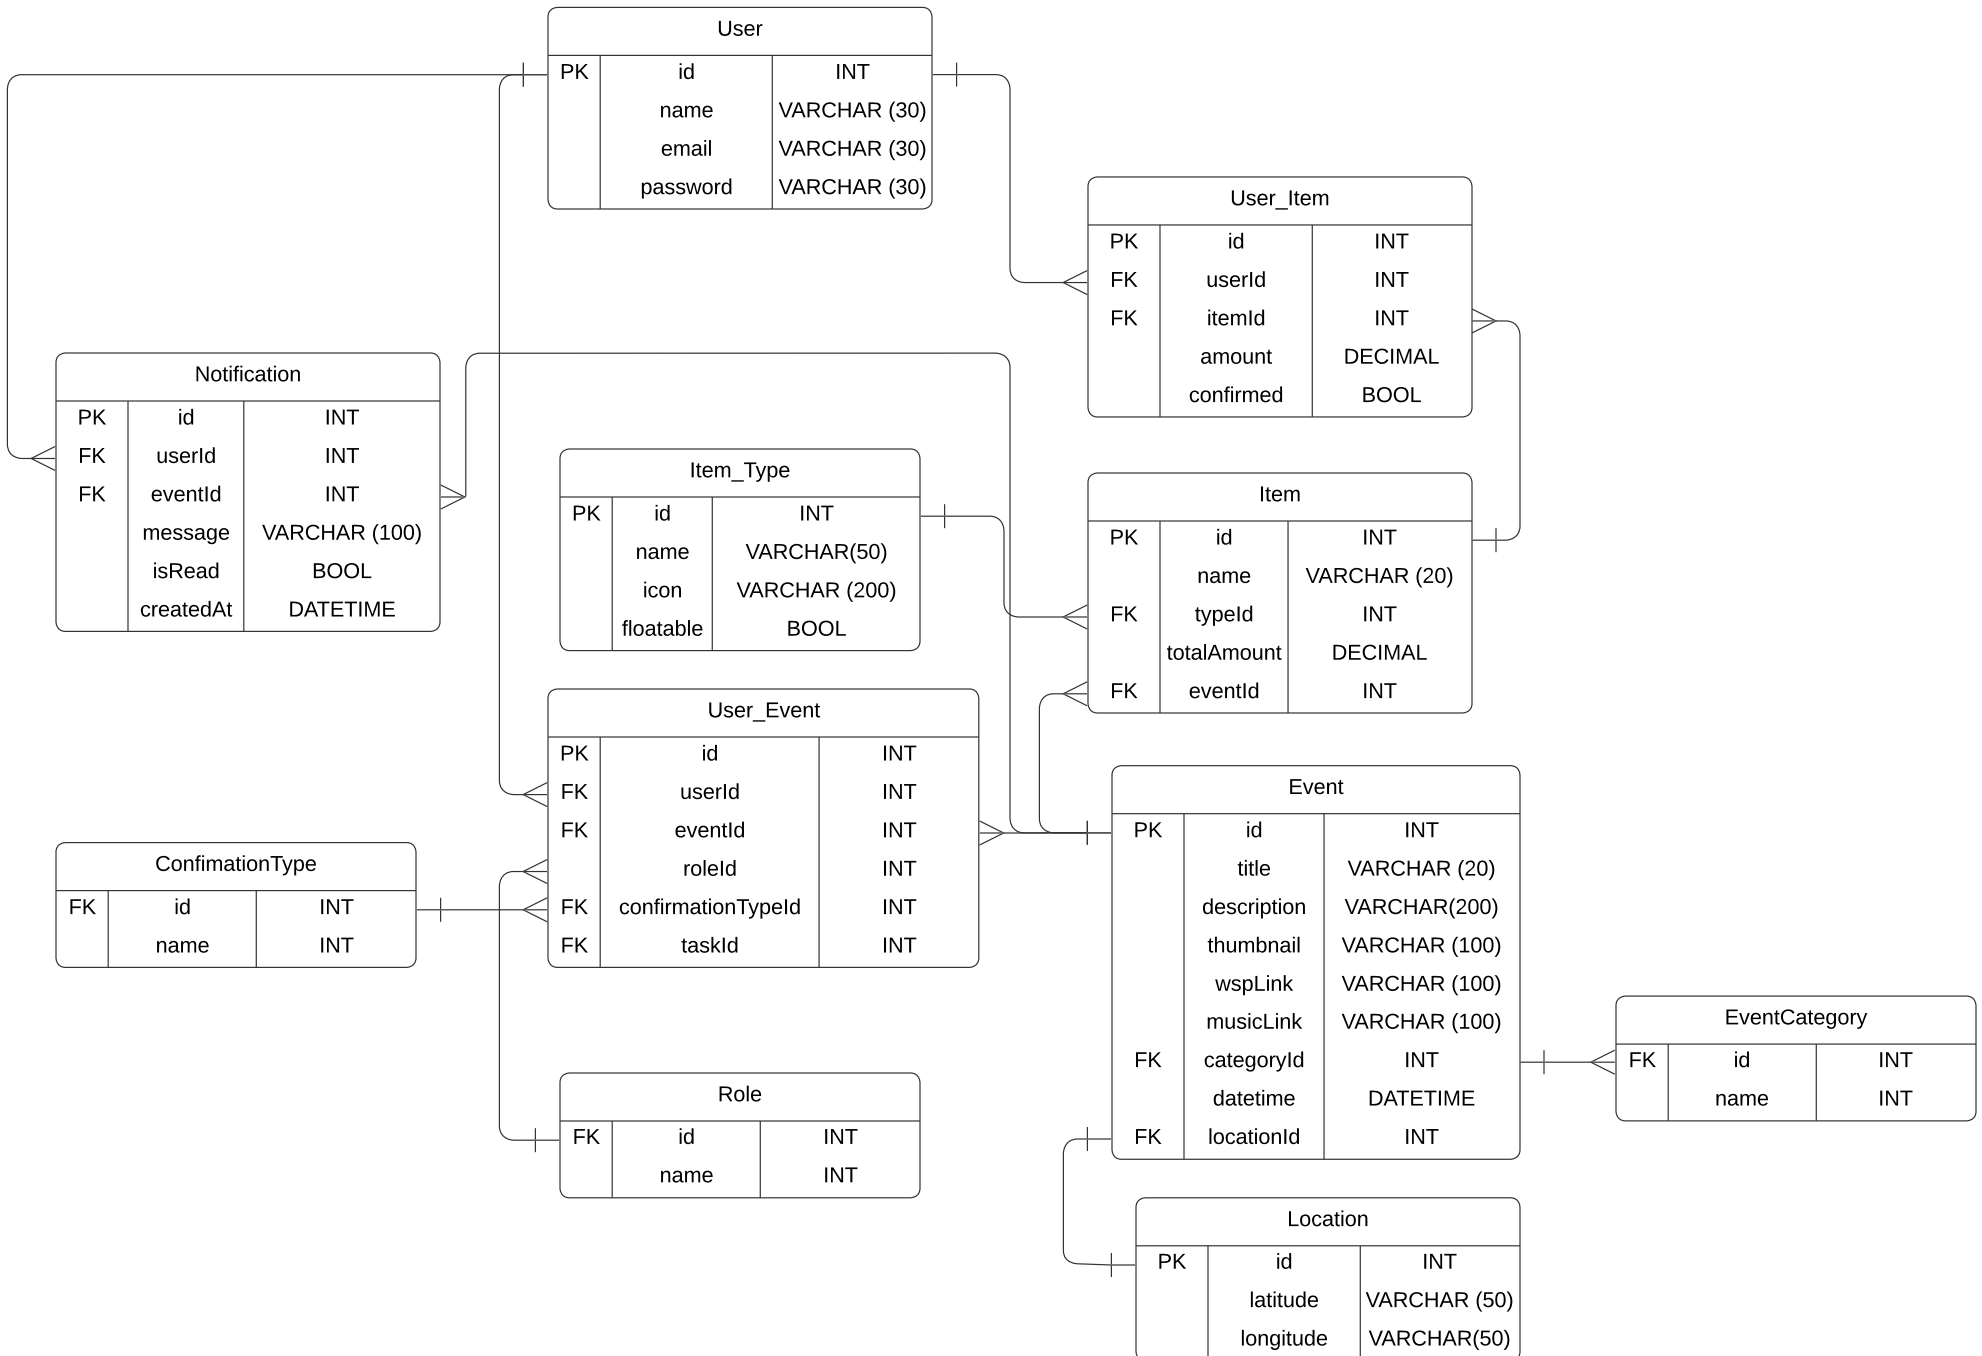 User
PK id INT
name VARCHAR (30)
email VARCHAR (30)
password VARCHAR (30)
User_Item
PK id INT
FK userId INT
FK itemId INT
amount DECIMAL
confirmed BOOL
Notification
PK id INT
FK userId INT
FK eventId INT
message VARCHAR (100)
isRead BOOL
createdAt DATETIME
Item_Type
PK id INT
name VARCHAR(50)
icon VARCHAR (200)
floatable BOOL
Item
PK id INT
name VARCHAR (20)
FK typeId INT
totalAmount DECIMAL
FK eventId INT
User_Event
PK id INT
FK userId INT
FK eventId INT
roleId INT
FK confirmationTypeId INT
FK taskId INT
Event
PK id INT
title VARCHAR (20)
description VARCHAR(200)
thumbnail VARCHAR (100)
wspLink VARCHAR (100)
musicLink VARCHAR (100)
FK categoryId INT
datetime DATETIME
FK locationId INT
ConfimationType
FK id INT
name INT
EventCategory
FK id INT
name INT
Role
FK id INT
name INT
Location
PK id INT
latitude VARCHAR (50)
longitude VARCHAR(50)